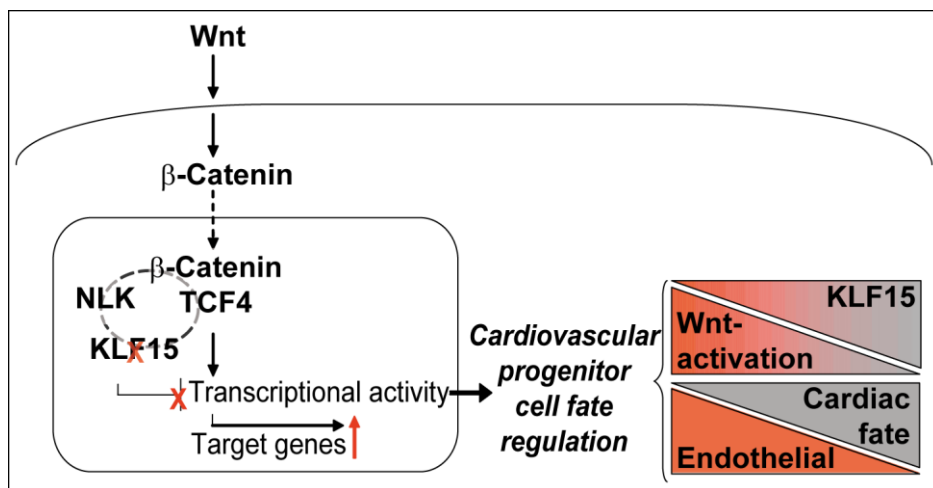 Wnt
β-Catenin
β-Catenin
NLK TCF4
KLF15
X
X Transcriptional activity
Target genes
Cardiovascular
progenitor
cell fate
regulation
KLF15
Wnt-
activation
Cardiac
fate
Endothelial